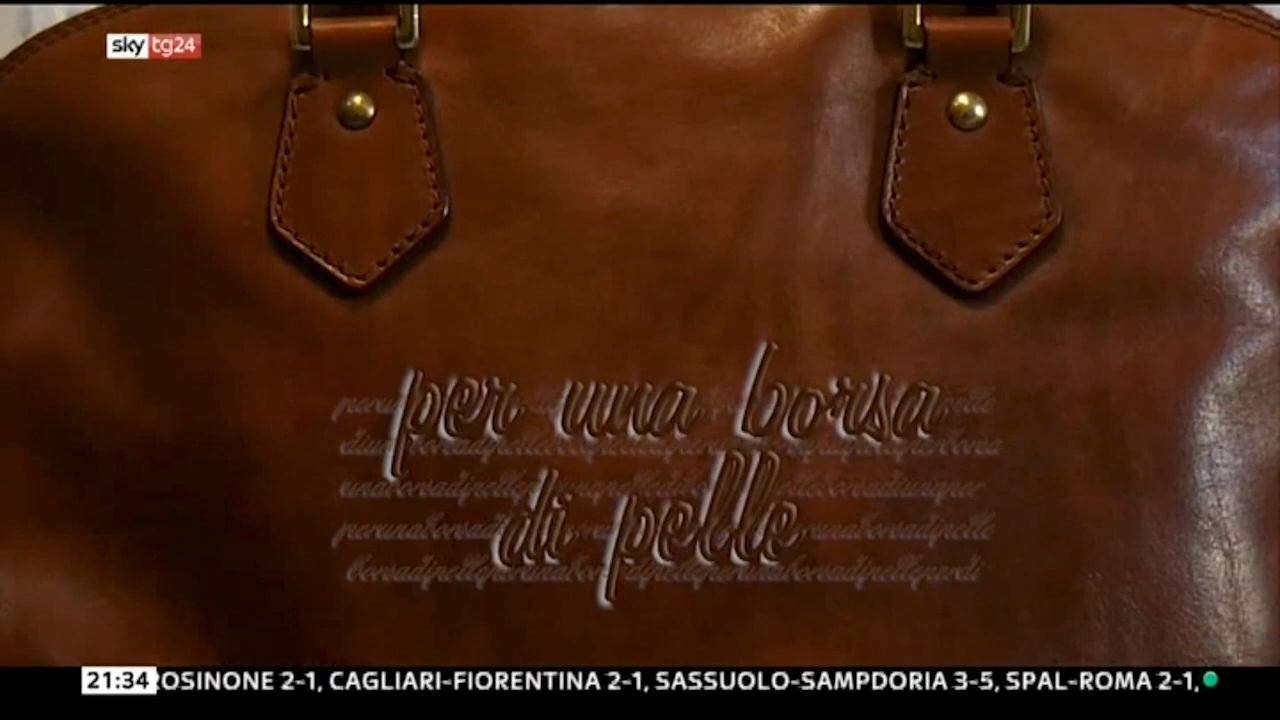 sky tg24
per una borsa
di pelle
21:34 ROSINONE 2-1, CAGLIARI-FIORENTINA 2-1, SASSUOLO-SAMPDORIA 3-5, SPAL-ROMA 2-1,